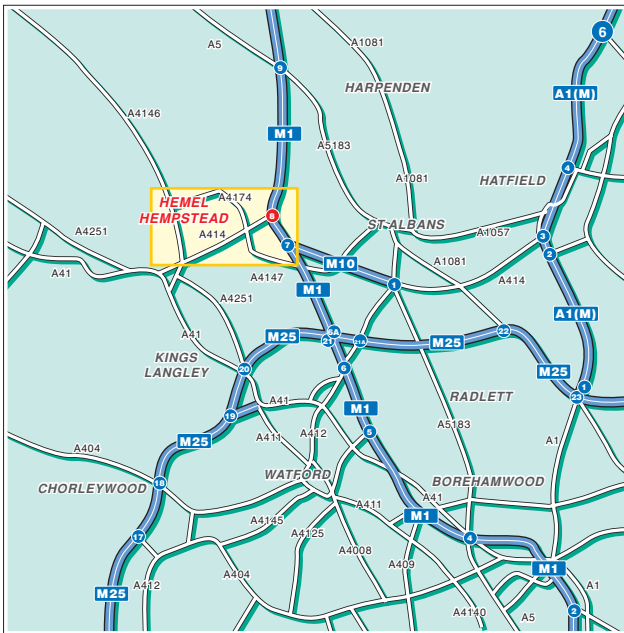 6
A5
A1081
9
HARPENDEN
A1(M)
A4146
M1
A5183
4
A1081
HATFIELD
A4174
HEMEL
HEMPSTEAD
8
ST ALBANS
A4251
A414
A1057
3
7
2
A41
A4147
M10
A1081
A414
M1
1
A4251
A1(M)
A41
M25
6A
22
21
21A
M25
KINGS
LANGLEY
20
6
M25
1
RADLETT
23
A41
M1
19
A411
A412
5
A5183
A1
M25
A404
WATFORD
BOREHAMWOOD
CHORLEYWOOD
18
A41
A411
M1
A4145
A4125
17
4
A4008
A409
M1
A404
A412
A1
M25
A4140
A5
2